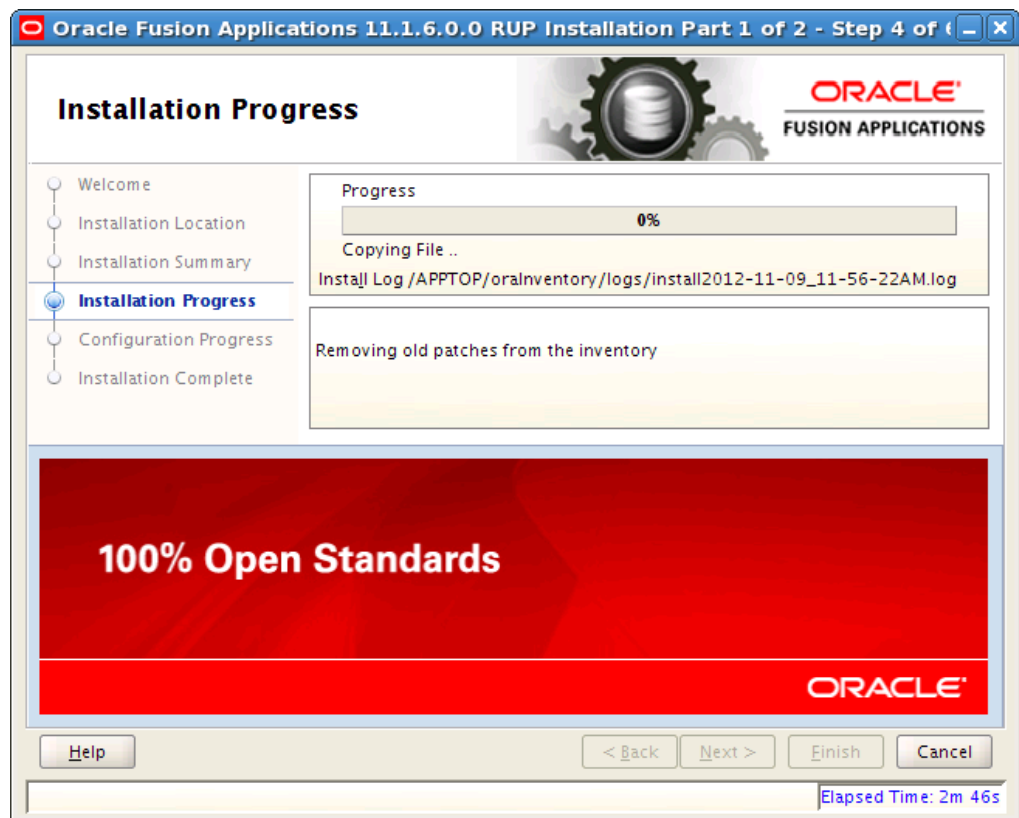 Oracle Fusion Applications 11.1.6.0.0 RUP Installation Part 1 of 2 - Step 4 of
Installation Progress
ORACLE
FUSION APPLICATIONS
Welcome
Installation Location
Installation Summary
Installation Progress
Configuration Progress
Installation Complete
Progress
0%
Copying File ..
Install Log /APPTOP/oraInventory/logs/install2012-11-09_11-56-22AM.log
Removing old patches from the inventory
100% Open Standards
ORACLE
Help
< Back
Next >
Finish
Cancel
Elapsed Time: 2m 46s